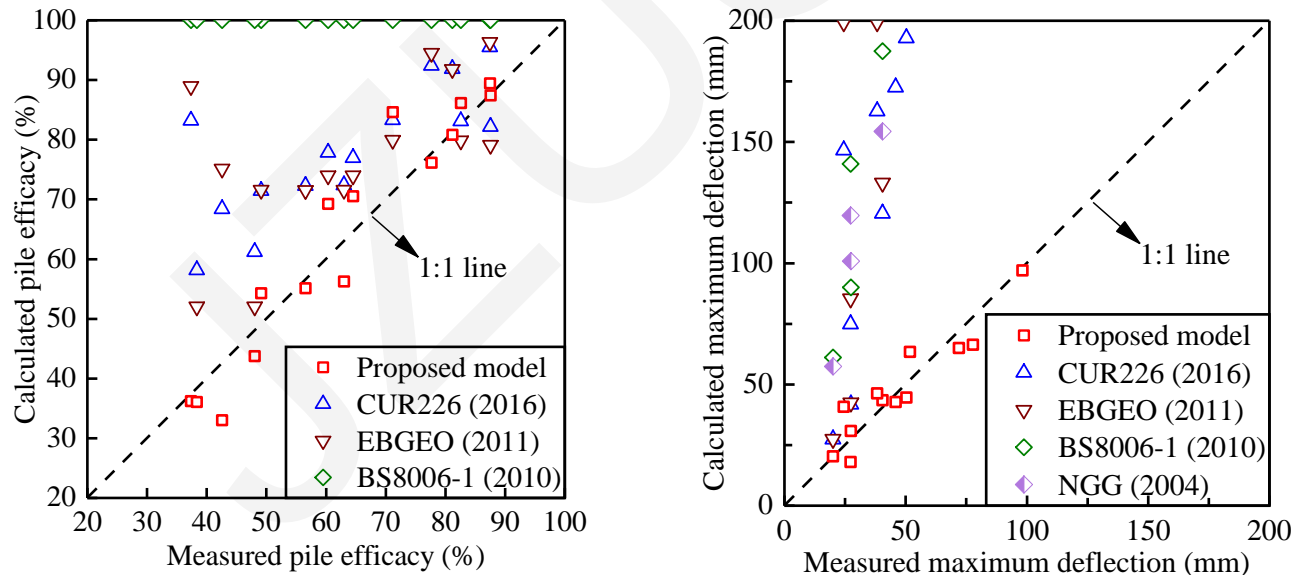 100
90
80
70
60
50
40
30
20
20 30 40 50 60 70 80 90 100
Calculated pile efficacy (%)
Measured pile efficacy (%)
1:1 line
Proposed model
CUR226 (2016)
EBGEO (2011)
BS8006-1 (2010)
200
150
100
50
0
0 50 100 150 200
Calculated maximum deflection (mm)
Measured maximum deflection (mm)
1:1 line
Proposed model
CUR226 (2016)
EBGEO (2011)
BS8006-1 (2010)
NGG (2004)